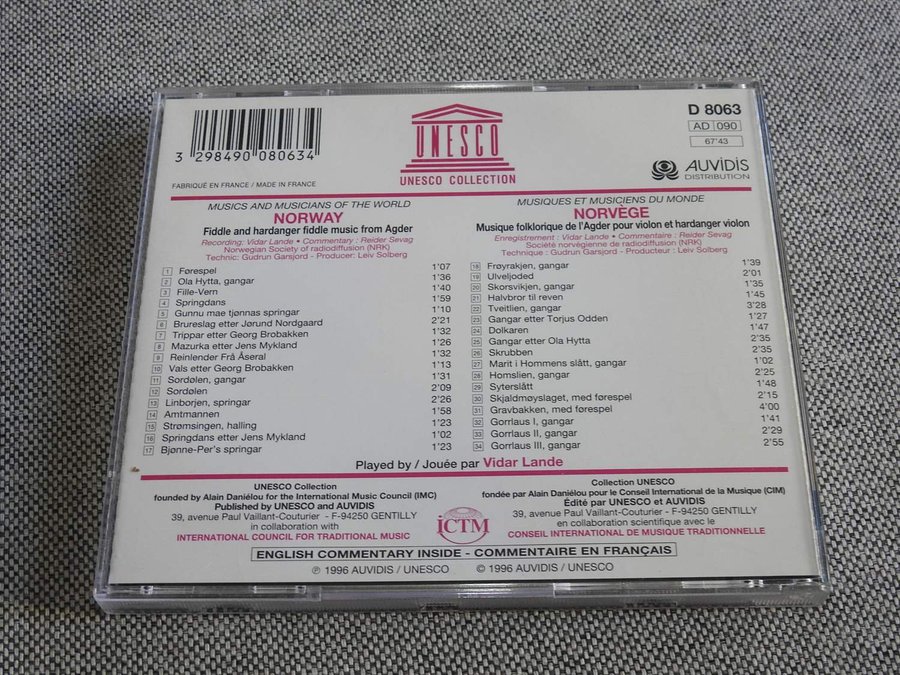 3 298490 080634
FABRIQUÉ EN FRANCE / MADE IN FRANCE
UNESCO
UNESCO COLLECTION
D 8063
AD 090
67'43
AUVIDIS
DISTRIBUTION
MUSICS AND MUSICIANS OF THE WORLD
NORWAY
Fiddle and hardanger fiddle music from Agder
Recording: Vidar Lande • Commentary : Reider Sevag
Norwegian Society of radiodiffusion (NRK)
Technic: Gudrun Garsjord - Producer: Leiv Solberg
1 Førespel 1'07
2 Ola Hytta, gangar 1'36
3 Fille-Vern 1'40
4 Springdans 1'59
5 Gunnu mae tjønnas springar 1'10
6 Brureslag etter Jørund Nordgaard 2'21
7 Trippar etter Georg Brobakken 1'32
8 Mazurka etter Jens Mykland 1'26
9 Reinlender Frå Åseral 1'32
10 Vals etter Georg Brobakken 1'13
11 Sordølen, gangar 1'31
12 Sordølen 2'09
13 Linborjen, springar 2'26
14 Amtmannen 1'58
15 Strømsingen, halling 1'23
16 Springdans etter Jens Mykland 1'02
17 Bjønne-Per's springar 1'23
MUSIQUES ET MUSICIENS DU MONDE
NORVÈGE
Musique folklorique de l'Agder pour violon et hardanger violon
Enregistrement : Vidar Lande • Commentaire : Reider Sevag
Société norvégienne de radiodiffusion (NRK)
Technique : Gudrun Garsjord - Producteur : Leiv Solberg
18 Frøyrakjen, gangar 1'39
19 Ulveljoded 2'01
20 Skorsvikjen, gangar 1'35
21 Halvbror til reven 1'45
22 Tveitlien, gangar 3'28
23 Gangar etter Torjus Odden 1'27
24 Dolkaren 1'47
25 Gangar etter Ola Hytta 2'35
26 Skrubben 2'35
27 Marit i Hommens slått, gangar 1'02
28 Homslien, gangar 2'25
29 Syterslått 1'48
30 Skjaldmøyslaget, med førespel 2'15
31 Gravbakken, med førespel 4'00
32 Gorrlaus I, gangar 1'41
33 Gorrlaus II, gangar 2'29
34 Gorrlaus III, gangar 2'55
Played by / Jouée par Vidar Lande
UNESCO Collection
founded by Alain Daniélou for the International Music Council (IMC)
Published by UNESCO and AUVIDIS
39, avenue Paul Vaillant-Couturier - F-94250 GENTILLY
in collaboration with
INTERNATIONAL COUNCIL FOR TRADITIONAL MUSIC
ICTM
Collection UNESCO
fondée par Alain Daniélou pour le Conseil International de la Musique (CIM)
Édité par UNESCO et AUVIDIS
39, avenue Paul Vaillant-Couturier - F-94250 GENTILLY
en collaboration scientifique avec le
CONSEIL INTERNATIONAL DE MUSIQUE TRADITIONNELLE
ENGLISH COMMENTARY INSIDE - COMMENTAIRE EN FRANÇAIS
℗ 1996 AUVIDIS / UNESCO © 1996 AUVIDIS / UNESCO